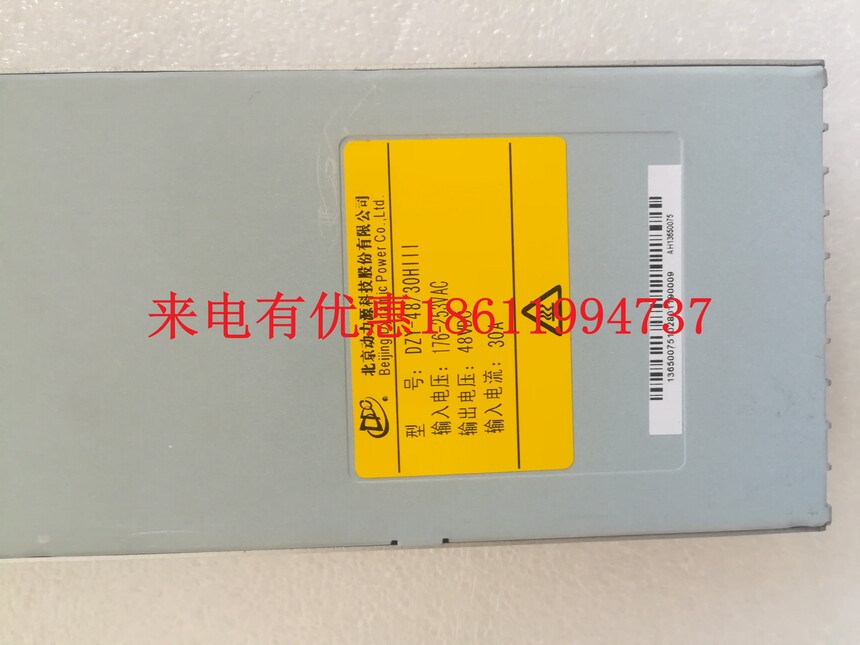 北京动力源科技股份有限公司
Beijing Power Co.,Ltd.
型 号: DZY-48/30HIII
输入电压: 176-253VAC
输出电压: 48VDC
输入电流: 30A
来电有优惠18611994737
AH13650075